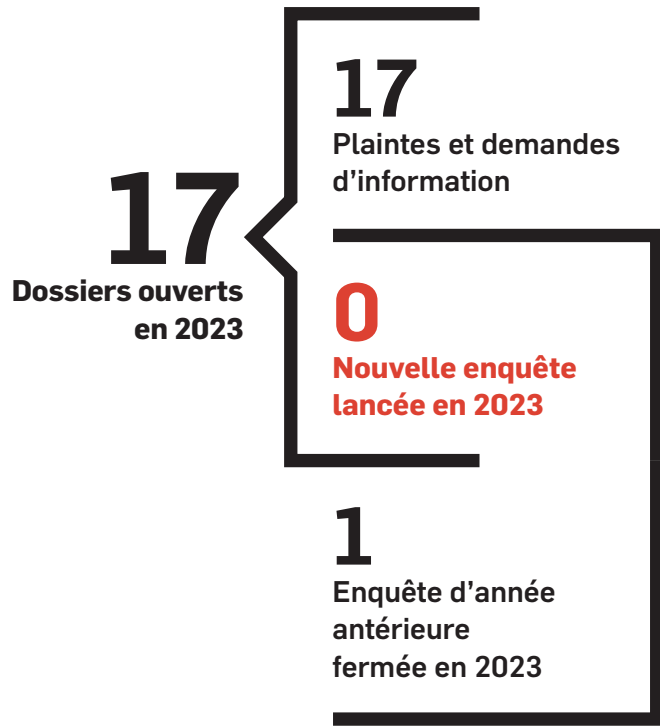 17
Dossiers ouverts
en 2023
17
Plaintes et demandes
d’information
0
Nouvelle enquête
lancée en 2023
1
Enquête d’année
antérieure
fermée en 2023